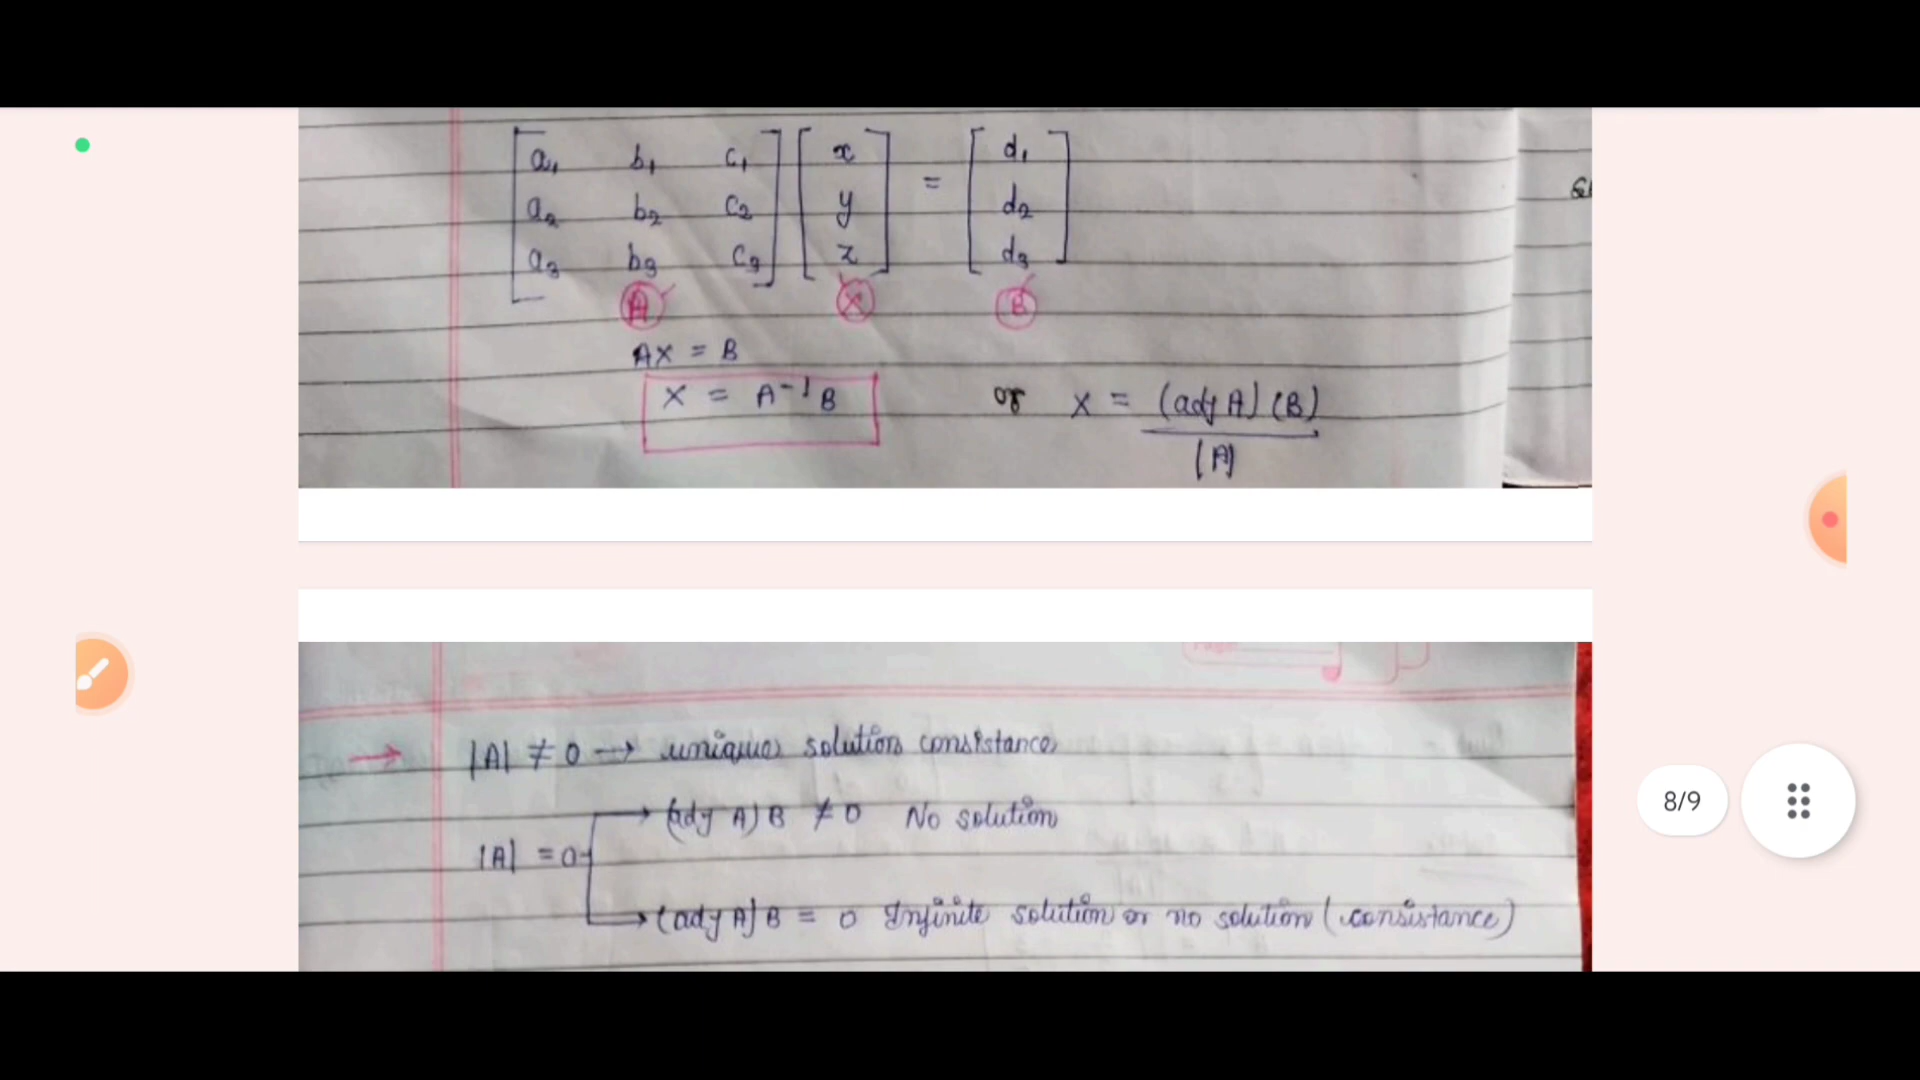 a₁ b₁ c₁ x = d₁
a₂ b₂ c₂ y d₂
a₃ b₃ c₃ z d₃
A X B
AX = B
X = A⁻¹B or X = (adj A) (B)
|A|
|A| ≠ 0 → unique solution consistance
(adj A) B ≠ 0 No solution
|A| = 0
(adj A) B = 0 Infinite solution or no solution (consistance)
8/9